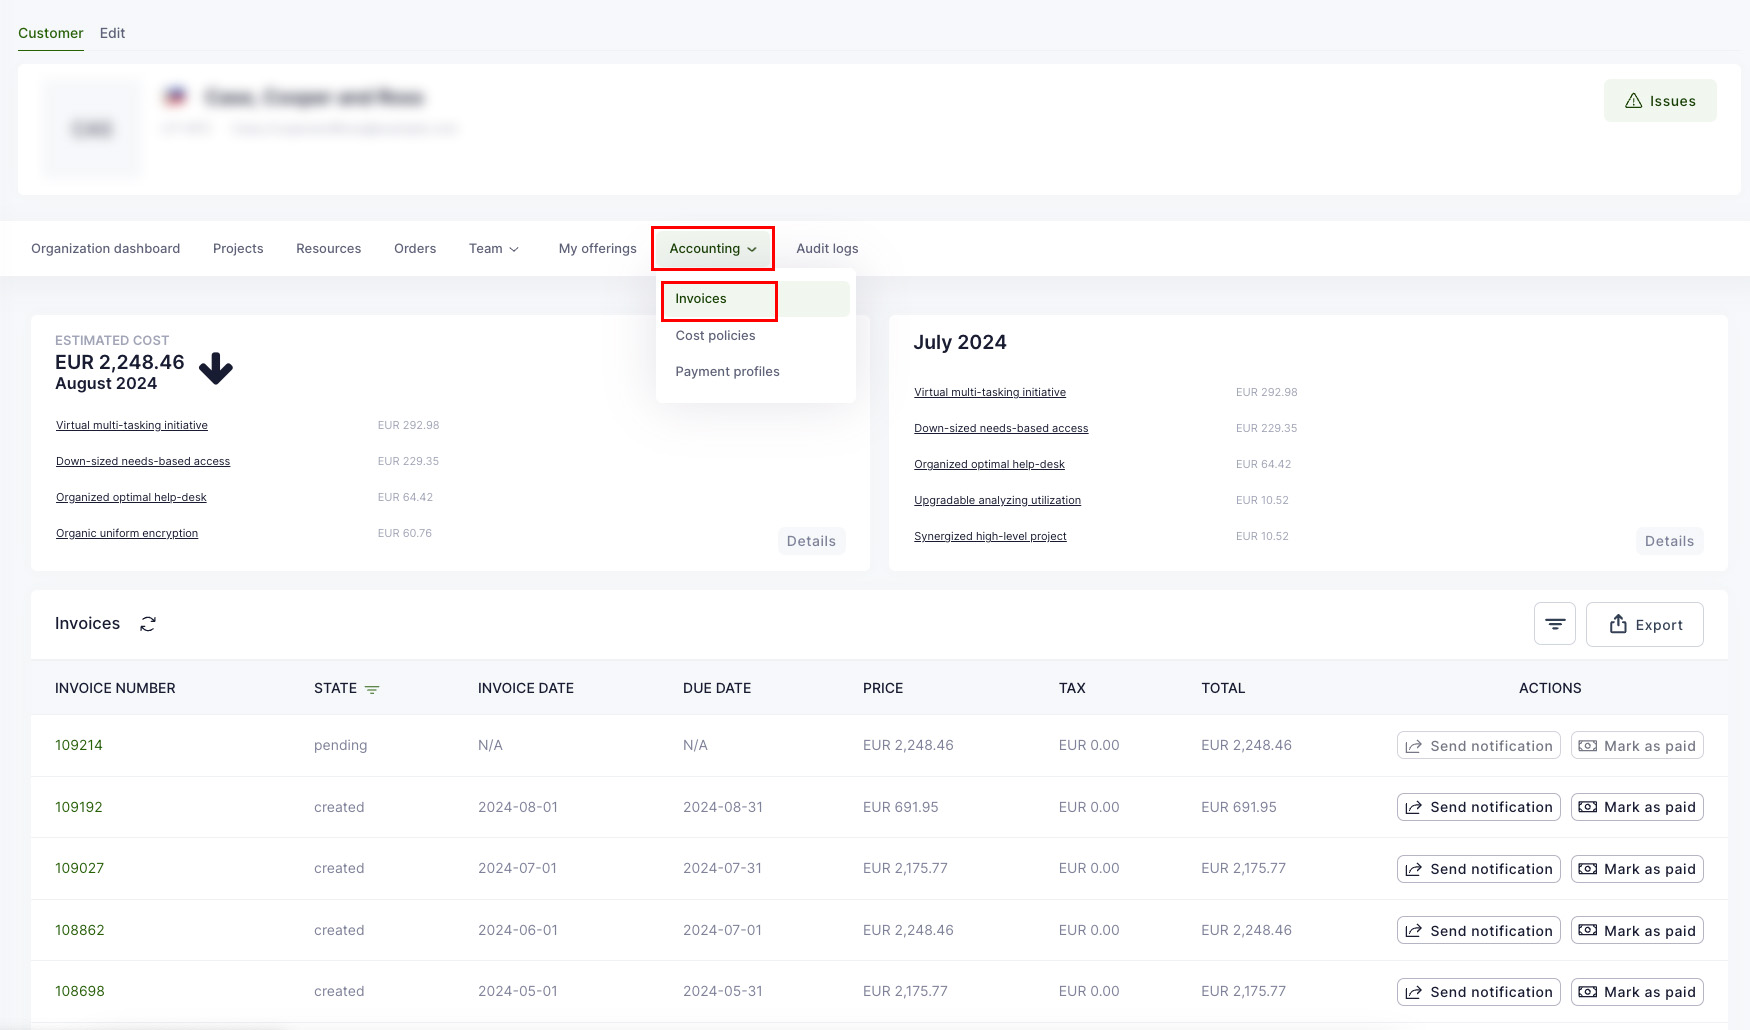 Customer Edit
Issues
Organization dashboard Projects Resources Orders Team My offerings Accounting Audit logs
Invoices
Cost policies
Payment profiles
ESTIMATED COST
EUR 2,248.46
August 2024
Virtual multi-tasking initiative EUR 292.98
Down-sized needs-based access EUR 229.35
Organized optimal help-desk EUR 64.42
Organic uniform encryption EUR 60.76
Details
July 2024
Virtual multi-tasking initiative EUR 292.98
Down-sized needs-based access EUR 229.35
Organized optimal help-desk EUR 64.42
Upgradable analyzing utilization EUR 10.52
Synergized high-level project EUR 10.52
Details
Invoices Export
INVOICE NUMBER STATE INVOICE DATE DUE DATE PRICE TAX TOTAL ACTIONS
109214 pending N/A N/A EUR 2,248.46 EUR 0.00 EUR 2,248.46 Send notification Mark as paid
109192 created 2024-08-01 2024-08-31 EUR 691.95 EUR 0.00 EUR 691.95 Send notification Mark as paid
109027 created 2024-07-01 2024-07-31 EUR 2,175.77 EUR 0.00 EUR 2,175.77 Send notification Mark as paid
108862 created 2024-06-01 2024-07-01 EUR 2,248.46 EUR 0.00 EUR 2,248.46 Send notification Mark as paid
108698 created 2024-05-01 2024-05-31 EUR 2,175.77 EUR 0.00 EUR 2,175.77 Send notification Mark as paid